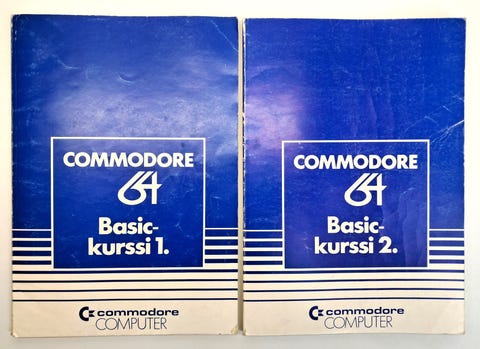 COMMODORE
64
Basic-
kurssi 1.
commodore
COMPUTER
COMMODORE
64
Basic-
kurssi 2.
commodore
COMPUTER